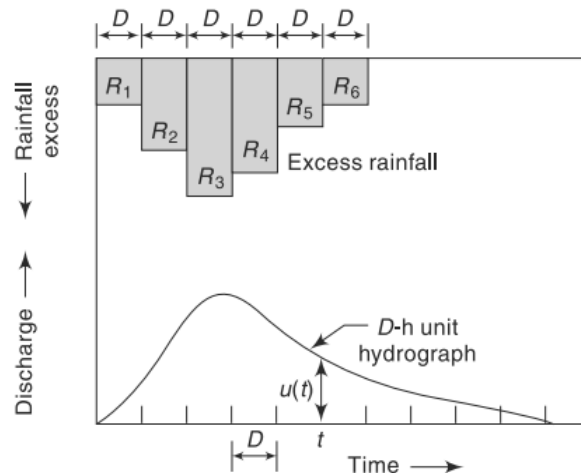 D D D D D D
Rainfall
excess
R1
R2
R3
R4
R5
R6
Excess rainfall
Discharge
D-h unit
hydrograph
u(t)
D
t
Time